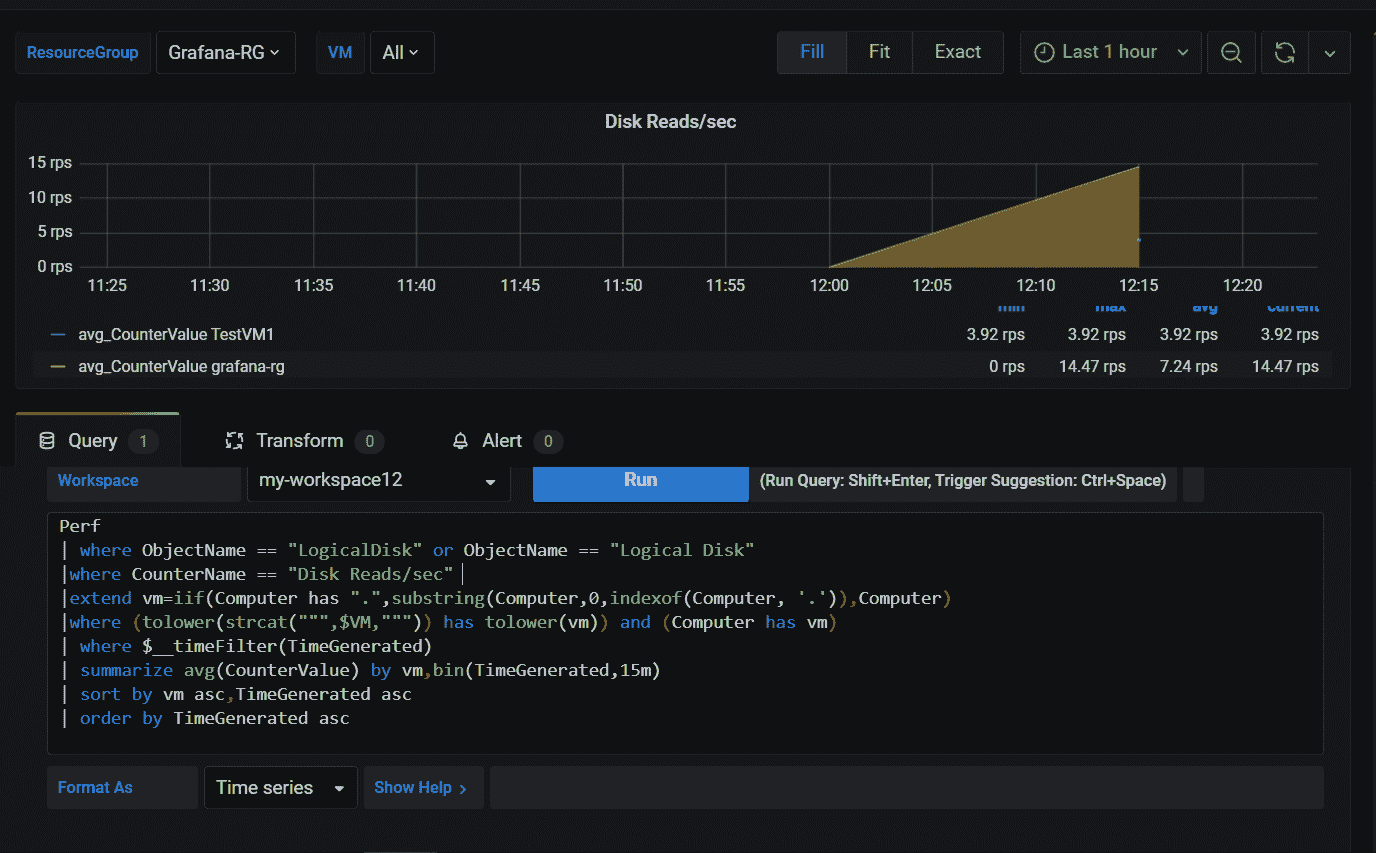 ResourceGroup Grafana-RG VM All Fill Fit Exact Last 1 hour
Disk Reads/sec
15 rps
10 rps
5 rps
0 rps
11:25 11:30 11:35 11:40 11:45 11:50 11:55 12:00 12:05 12:10 12:15 12:20
min max avg current
avg_CounterValue TestVM1 3.92 rps 3.92 rps 3.92 rps 3.92 rps
avg_CounterValue grafana-rg 0 rps 14.47 rps 7.24 rps 14.47 rps
Query 1 Transform 0 Alert 0
Workspace my-workspace12 Run (Run Query: Shift+Enter, Trigger Suggestion: Ctrl+Space)
Perf
| where ObjectName == "LogicalDisk" or ObjectName == "Logical Disk"
|where CounterName == "Disk Reads/sec"
|extend vm=iif(Computer has ".",substring(Computer,0,indexof(Computer, '.')),Computer)
|where (tolower(strcat(""",$VM,""")) has tolower(vm)) and (Computer has vm)
| where $__timeFilter(TimeGenerated)
| summarize avg(CounterValue) by vm,bin(TimeGenerated,15m)
| sort by vm asc,TimeGenerated asc
| order by TimeGenerated asc
Format As Time series Show Help >